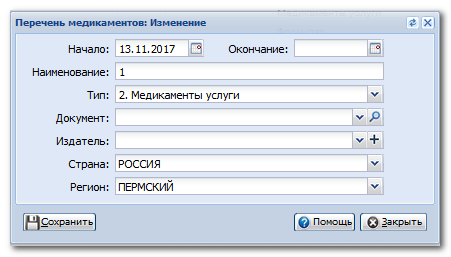 Перечень медикаментов: Изменение
Начало: 13.11.2017 Окончание:
Наименование: 1
Тип: 2. Медикаменты услуги
Документ:
Издатель:
Страна: РОССИЯ
Регион: ПЕРМСКИЙ
Сохранить Помощь Закрыть